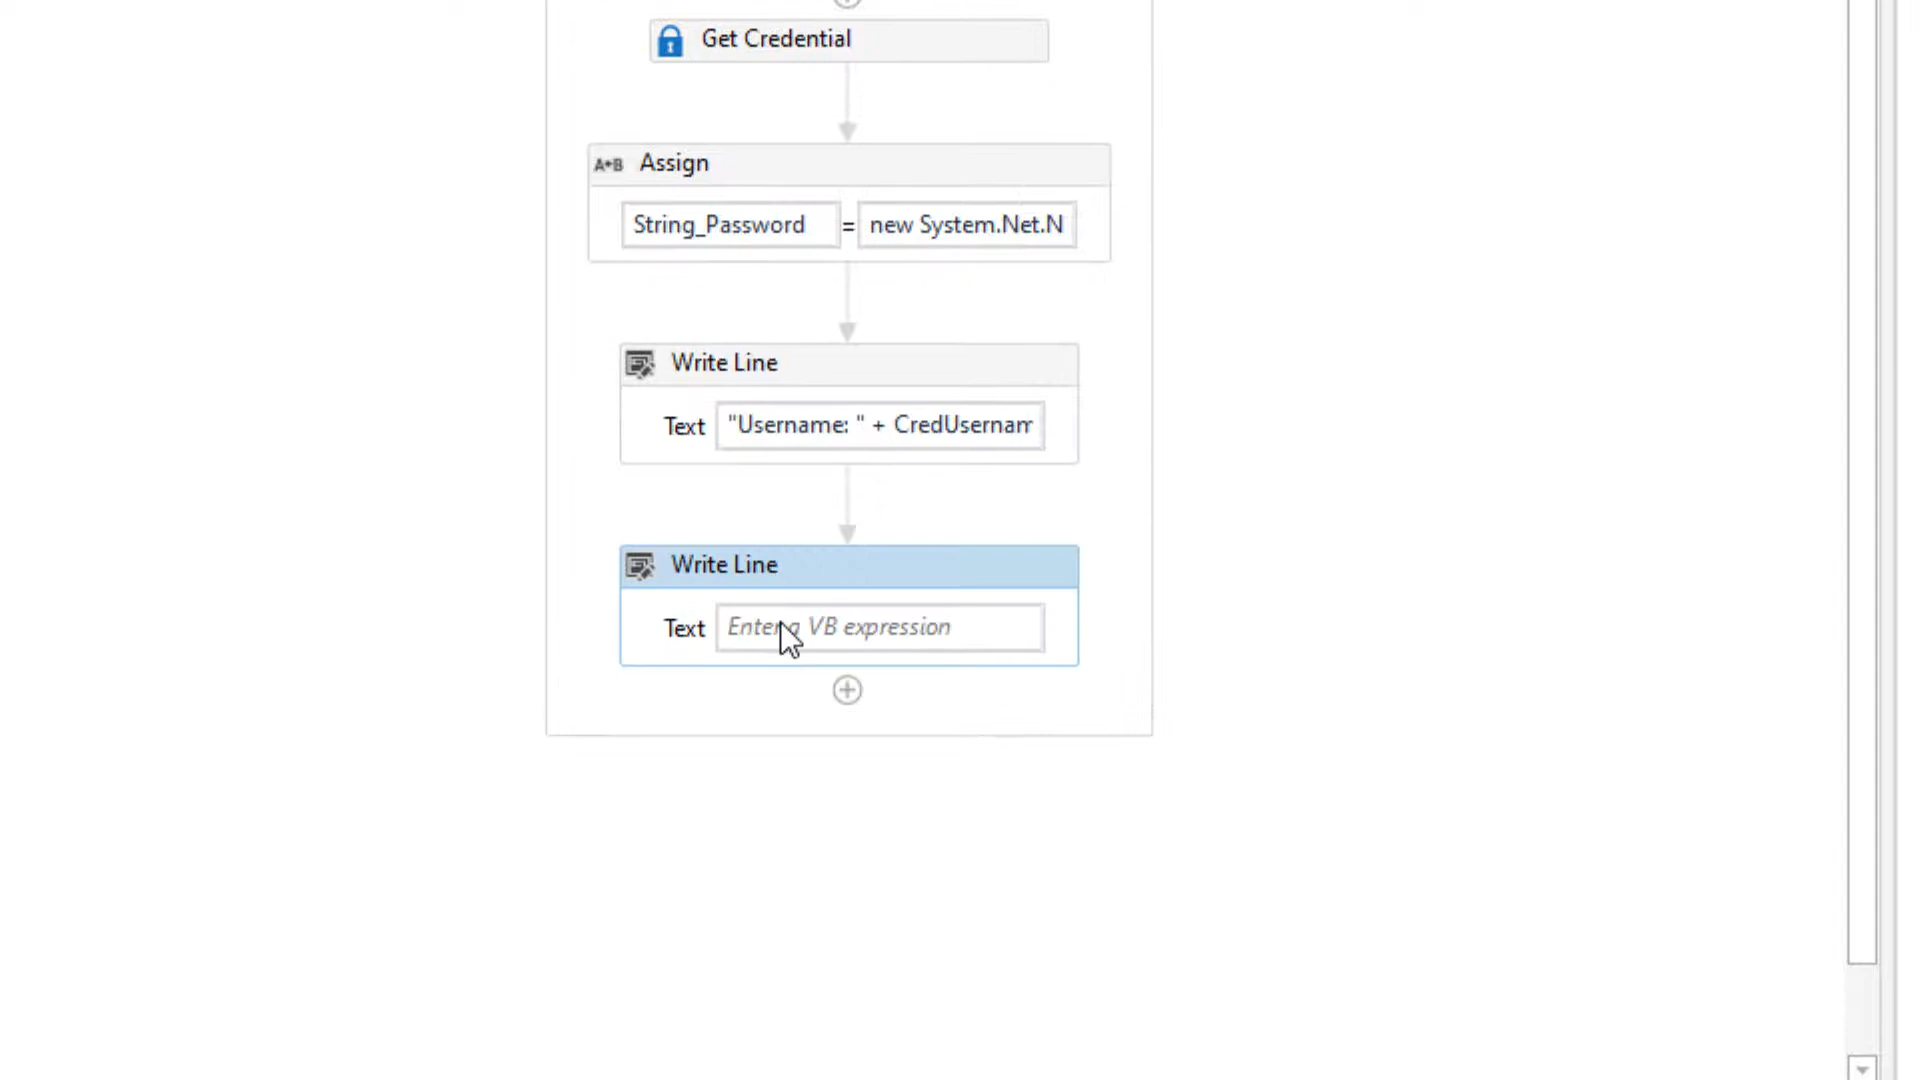 Get Credential
A+B Assign
String_Password = new System.Net.N
Write Line
Text "Username: " + CredUsernam
Write Line
Text Enter a VB expression